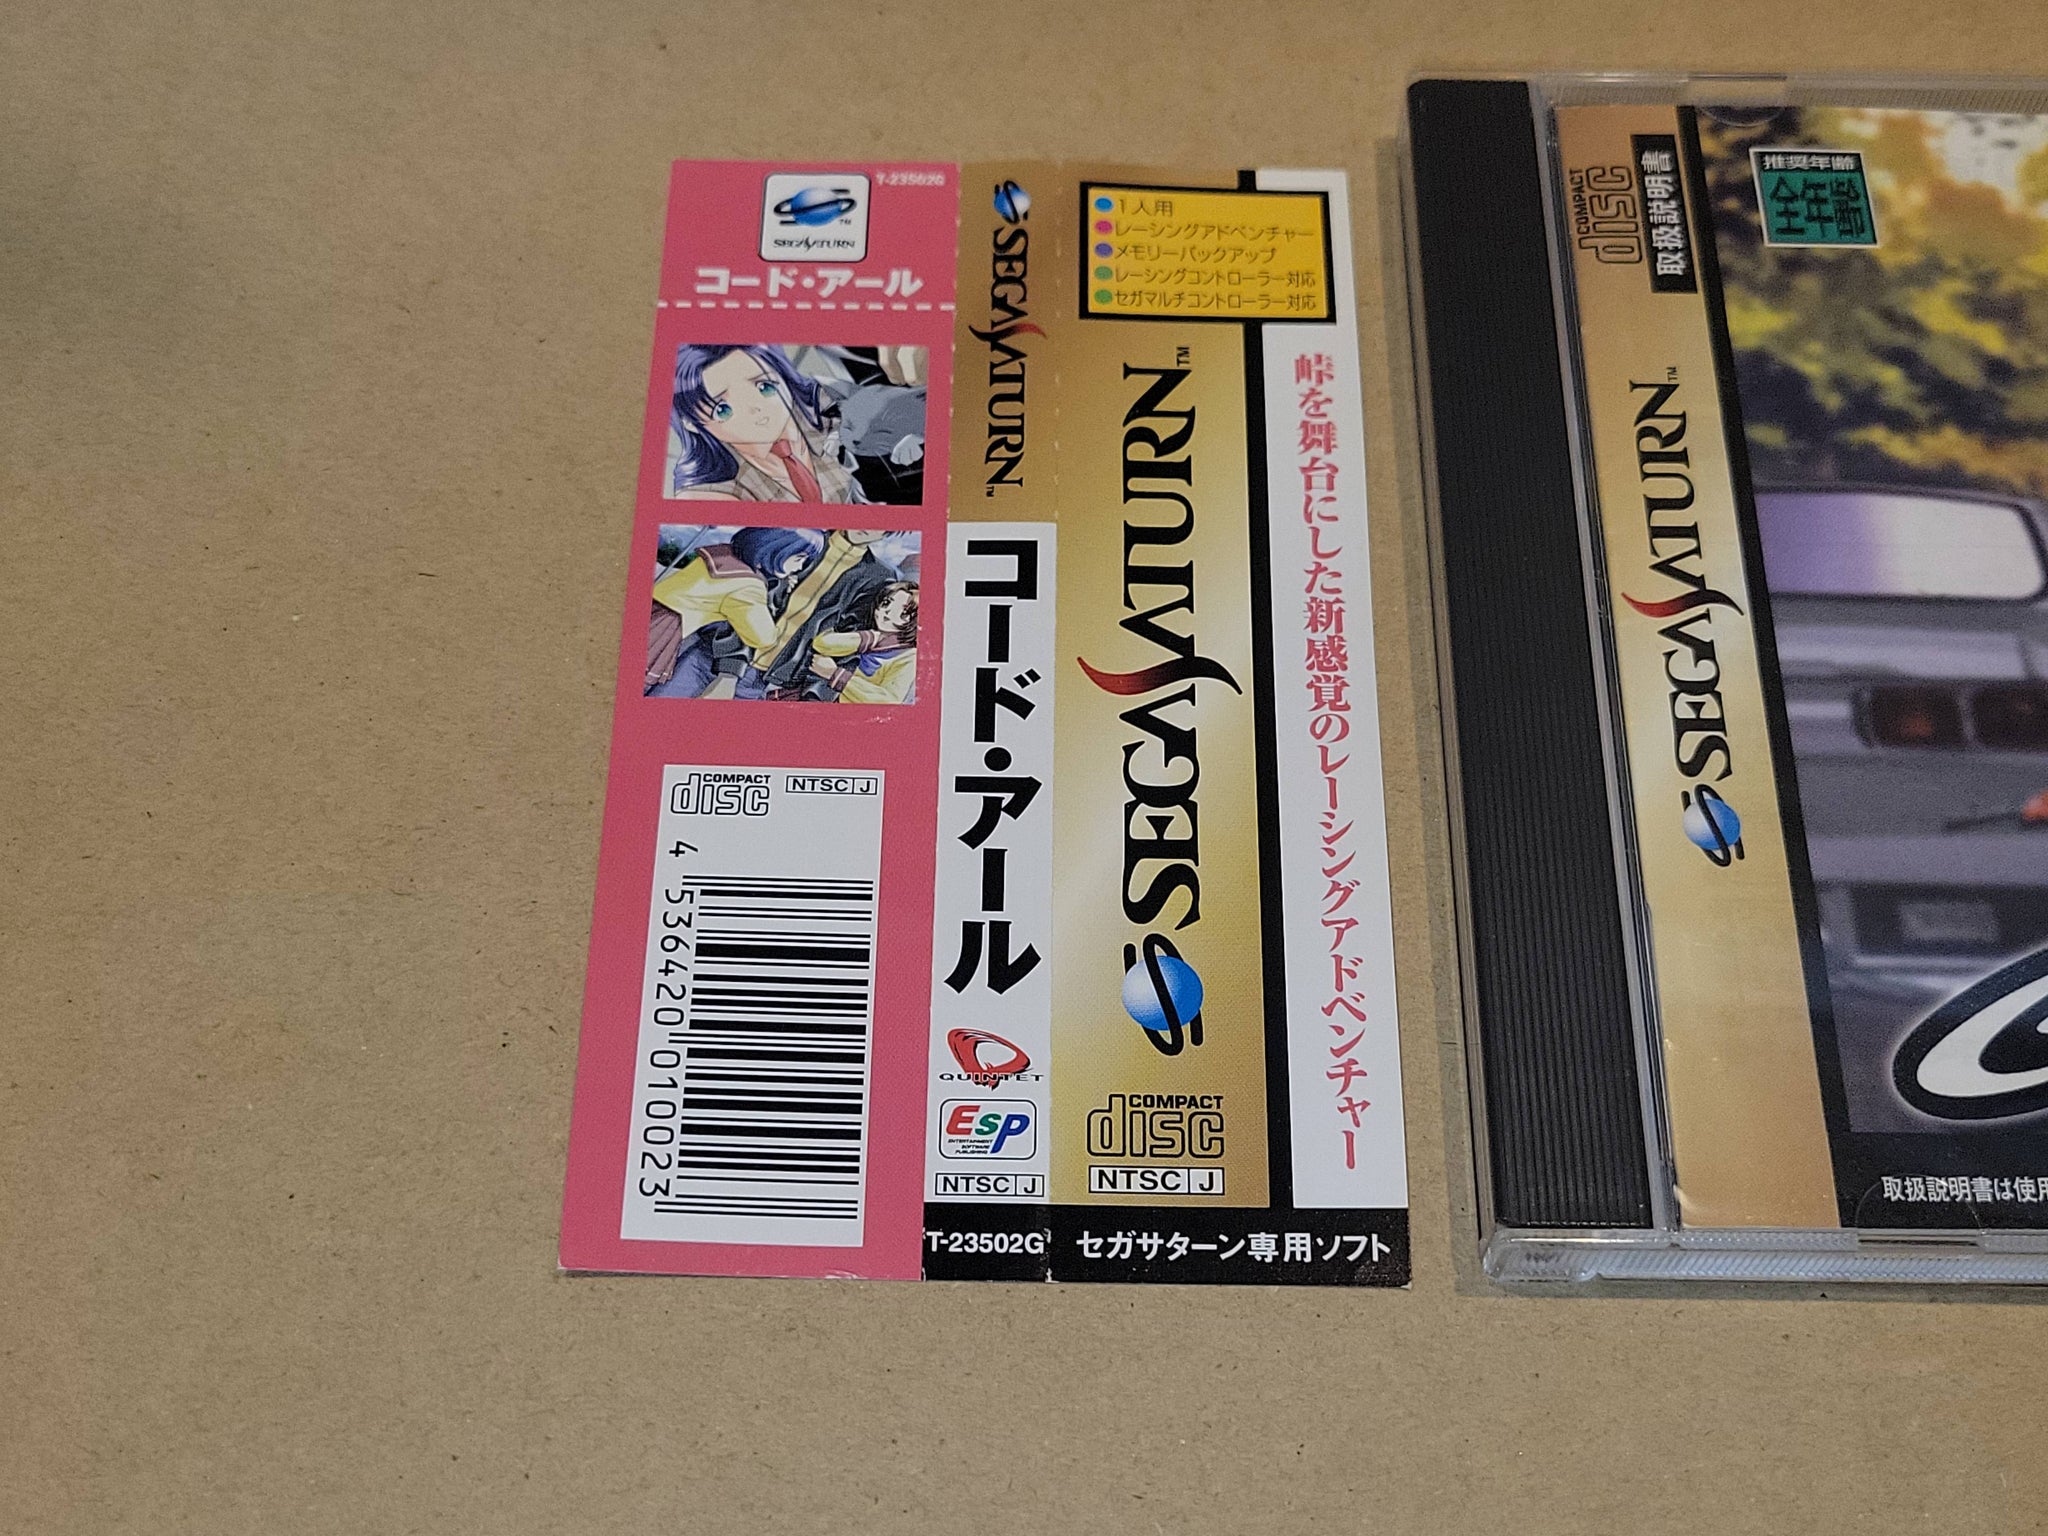 T-23502G
SEGA SATURN
コード・アール
COMPACT
disc
NTSC J
4 536420 010023
SEGA SATURN™
コード・アール
QUINTET
ESP
ENTERTAINMENT
SOFTWARE
PUBLISHING
NTSC J
T-23502G
1人用
レーシングアドベンチャー
メモリーバックアップ
レーシングコントローラー対応
セガマルチコントローラー対応
SEGA SATURN™
COMPACT
disc
NTSC J
セガサターン専用ソフト
峠を舞台にした新感覚のレーシングアドベンチャー
COMPACT
disc
取扱説明書
SEGA SATURN™
推奨年齢
全年齢
取扱説明書は使用